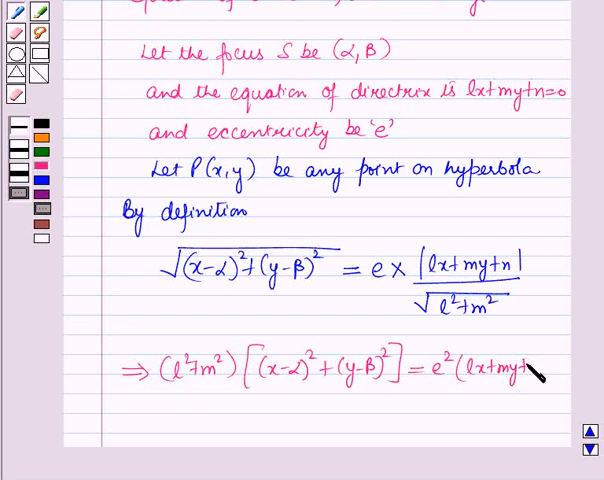 Let the focus S be (α, β)
and the equation of directrix is lx+my+n=0
and eccentricity be 'e'
Let P(x, y) be any point on hyperbola
By definition
√((x-α)²+(y-β)²) = e × |lx+my+n| / √(l²+m²)
⇒ (l²+m²) [(x-α)²+(y-β)²] = e² (lx+my+